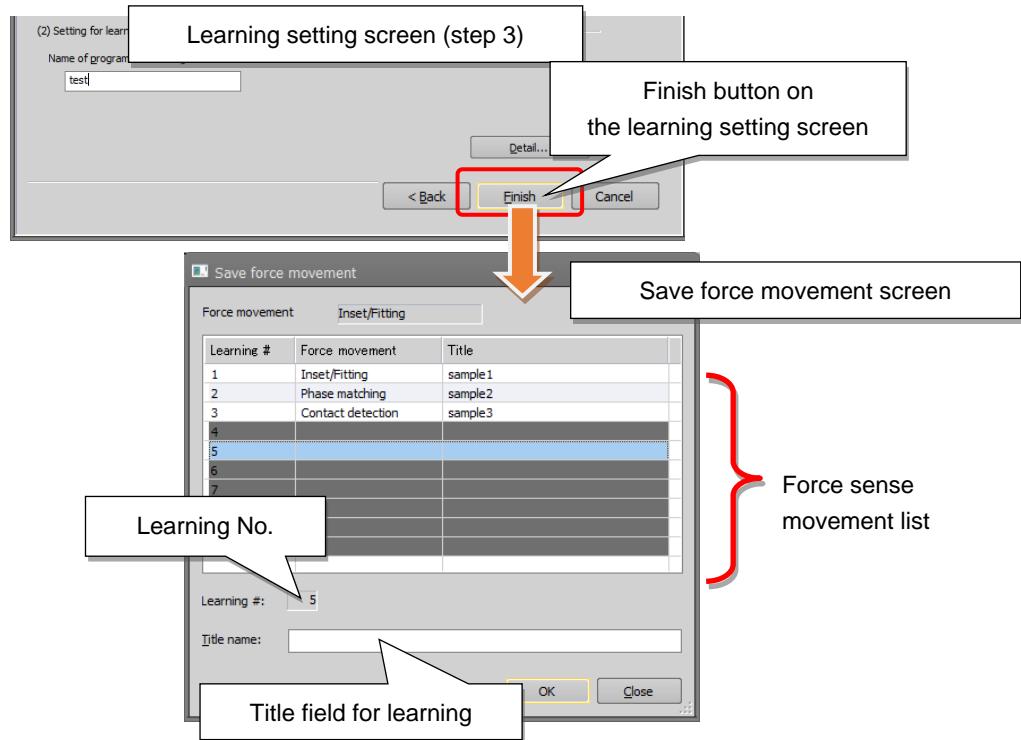 (2) Setting for learn
Learning setting screen (step 3)
Name of program
test
Finish button on
the learning setting screen
Detail...
< Back
Finish
Cancel
Save force movement
Save force movement screen
Force movement
Inset/Fitting
Learning #
Force movement
Title
1
Inset/Fitting
sample1
2
Phase matching
sample2
3
Contact detection
sample3
4
5
6
7
Force sense
movement list
Learning No.
Learning #:
5
Title name:
OK
Close
Title field for learning